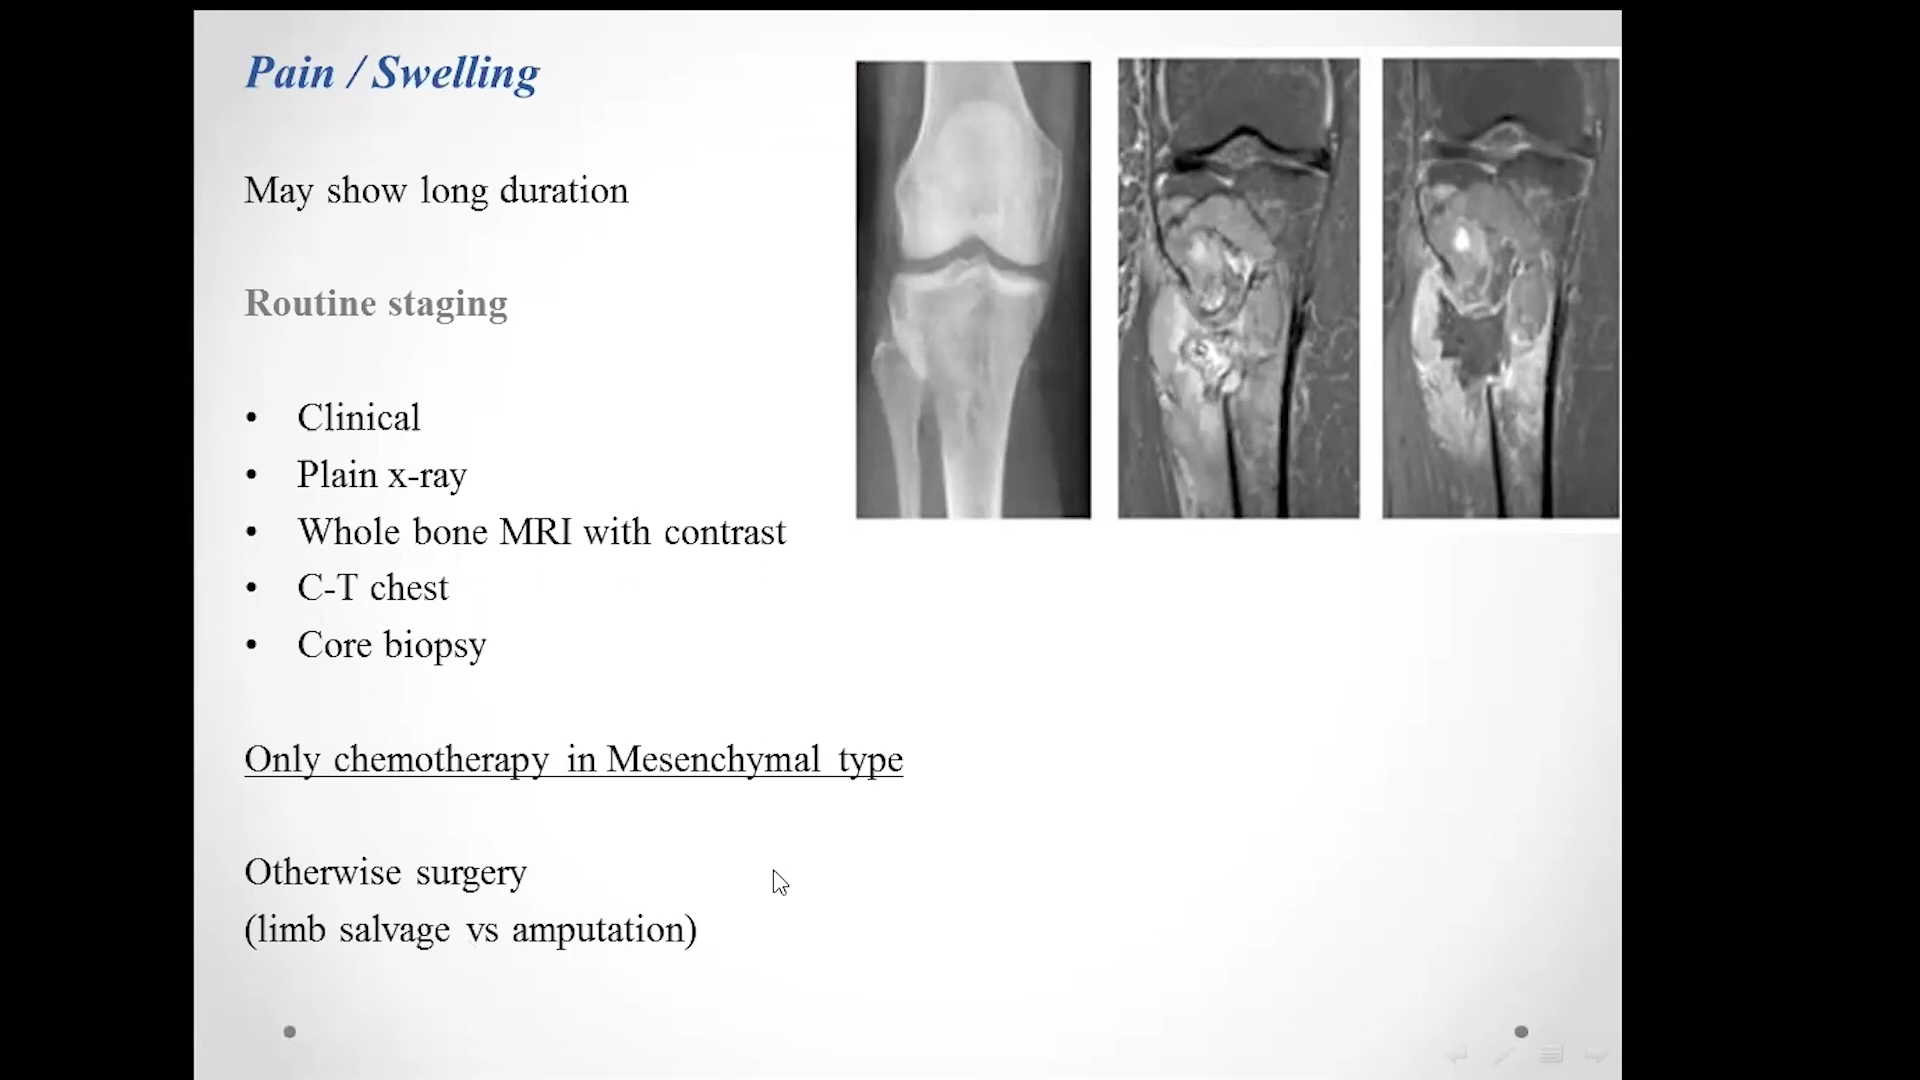 Pain / Swelling
May show long duration
Routine staging
• Clinical
• Plain x-ray
• Whole bone MRI with contrast
• C-T chest
• Core biopsy
Only chemotherapy in Mesenchymal type
Otherwise surgery
(limb salvage vs amputation)